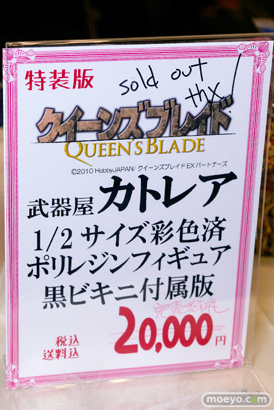 特装版
sold out
thx!
クイーンズブレイド
QUEEN'S BLADE
©2010 HobbyJAPAN/クイーンズブレイドEXパートナーズ
武器屋 カトレア
1/2 サイズ彩色済
ポリレジンフィギュア
黒ビキニ付属版
税込
送料込
20,000円
moeyo.com